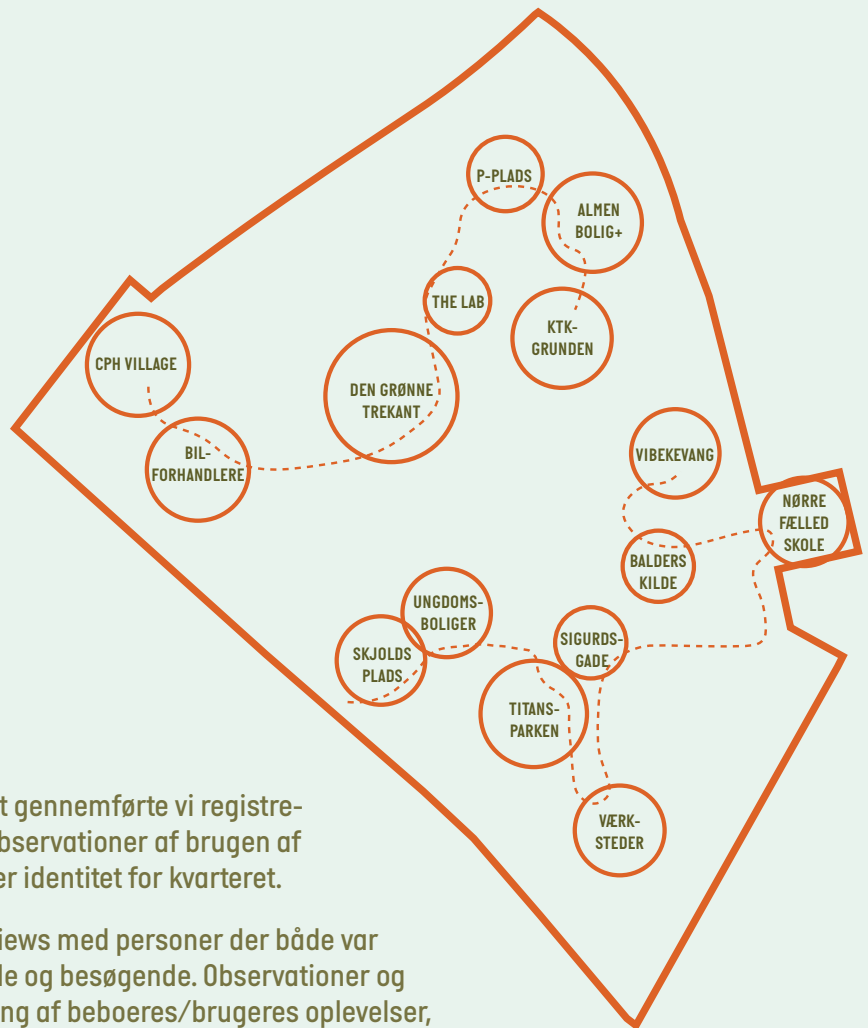 P-PLADS
ALMEN
BOLIG+
THE LAB
KTK-
GRUNDEN
CPH VILLAGE
DEN GRØNNE
TREKANT
BIL-
FORHANDLERE
VIBEKEVANG
NØRRE
FÆLLED
SKOLE
BALDERS
KILDE
UNGDOMS-
BOLIGER
SKJOLDS
PLADS
SIGURDS-
GADE
TITANS-
PARKEN
VÆRK-
STEDER
t gennemførte vi registre-
bservationer af brugen af
er identitet for kvarteret.
iews med personer der både var
de og besøgende. Observationer og
ng af beboeres/brugeres oplevelser,